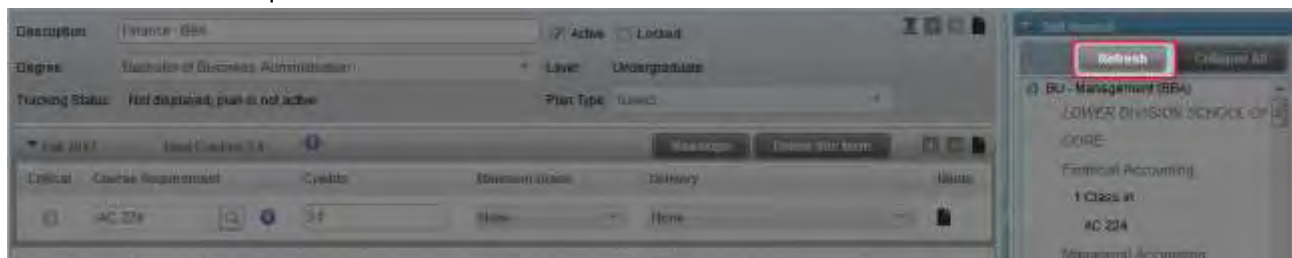 Description Finance - BBA Active Locked
Degree Bachelor of Business Administration Level Undergraduate
Tracking Status Not displayed, plan is not active Plan Type Select
Fall 2017 Total Credits 3.0 Reassign Delete this term
Critical Course Requirement Credits Minimum Grade Delivery Notes
AC 224 None None
Still Needed
Refresh Collapse All
BU - Management (BBA)
LOWER DIVISION SCHOOL OF
CORE
Financial Accounting
1 Class in
AC 224
Managerial Accounting